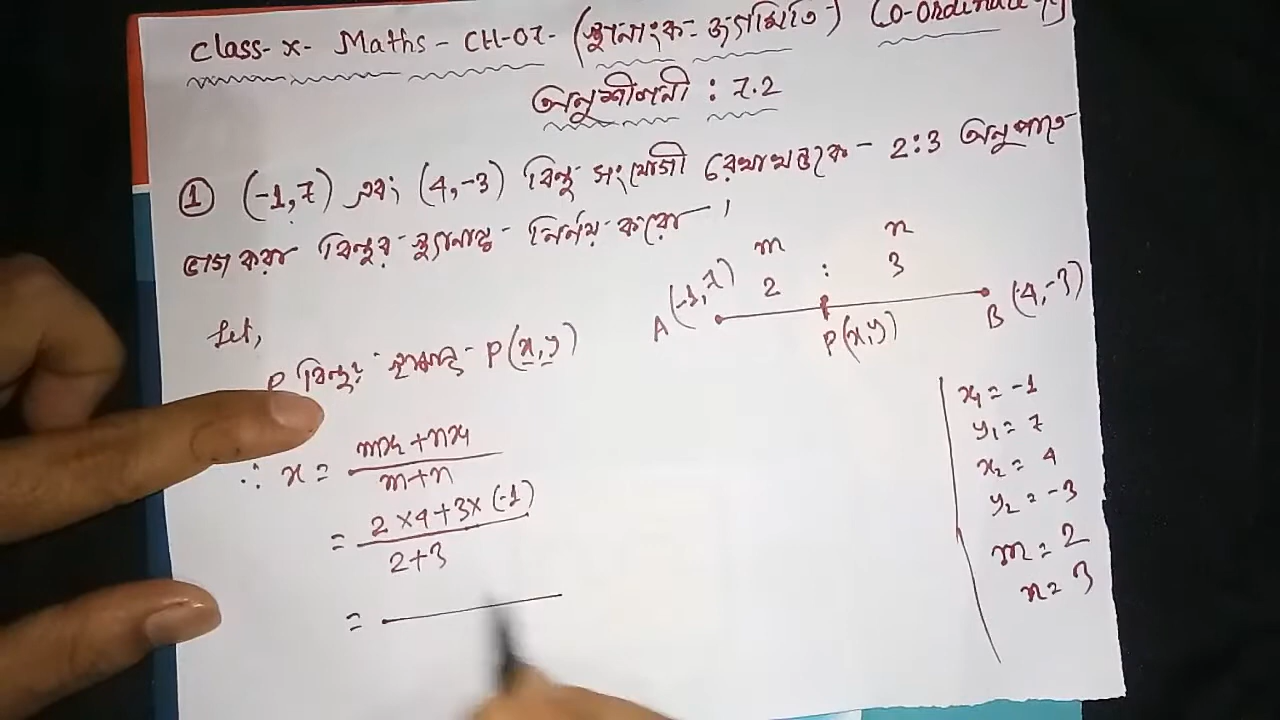 Class-X- Maths - CH-07- (স্থানাংক- জ্যামিতি) Co-ordinate
অনুশীলনী : 7.2
① (-1,7) এবং (4,-3) বিন্দু সংযোগী রেখাখণ্ডকে - 2:3 অনুপাতে
ভাগ করা বিন্দুর স্থানাঙ্ক নির্ণয় করো।
m n
2 : 3
A (-1,7) P(x,y) B (4,-3)
Let,
P বিন্দুর স্থানাঙ্ক P(x,y)
∴ x = mx₂+nx₁ / m+n
= 2×4+3×(-1) / 2+3
=
x₁ = -1
y₁ = 7
x₂ = 4
y₂ = -3
m = 2
n = 3